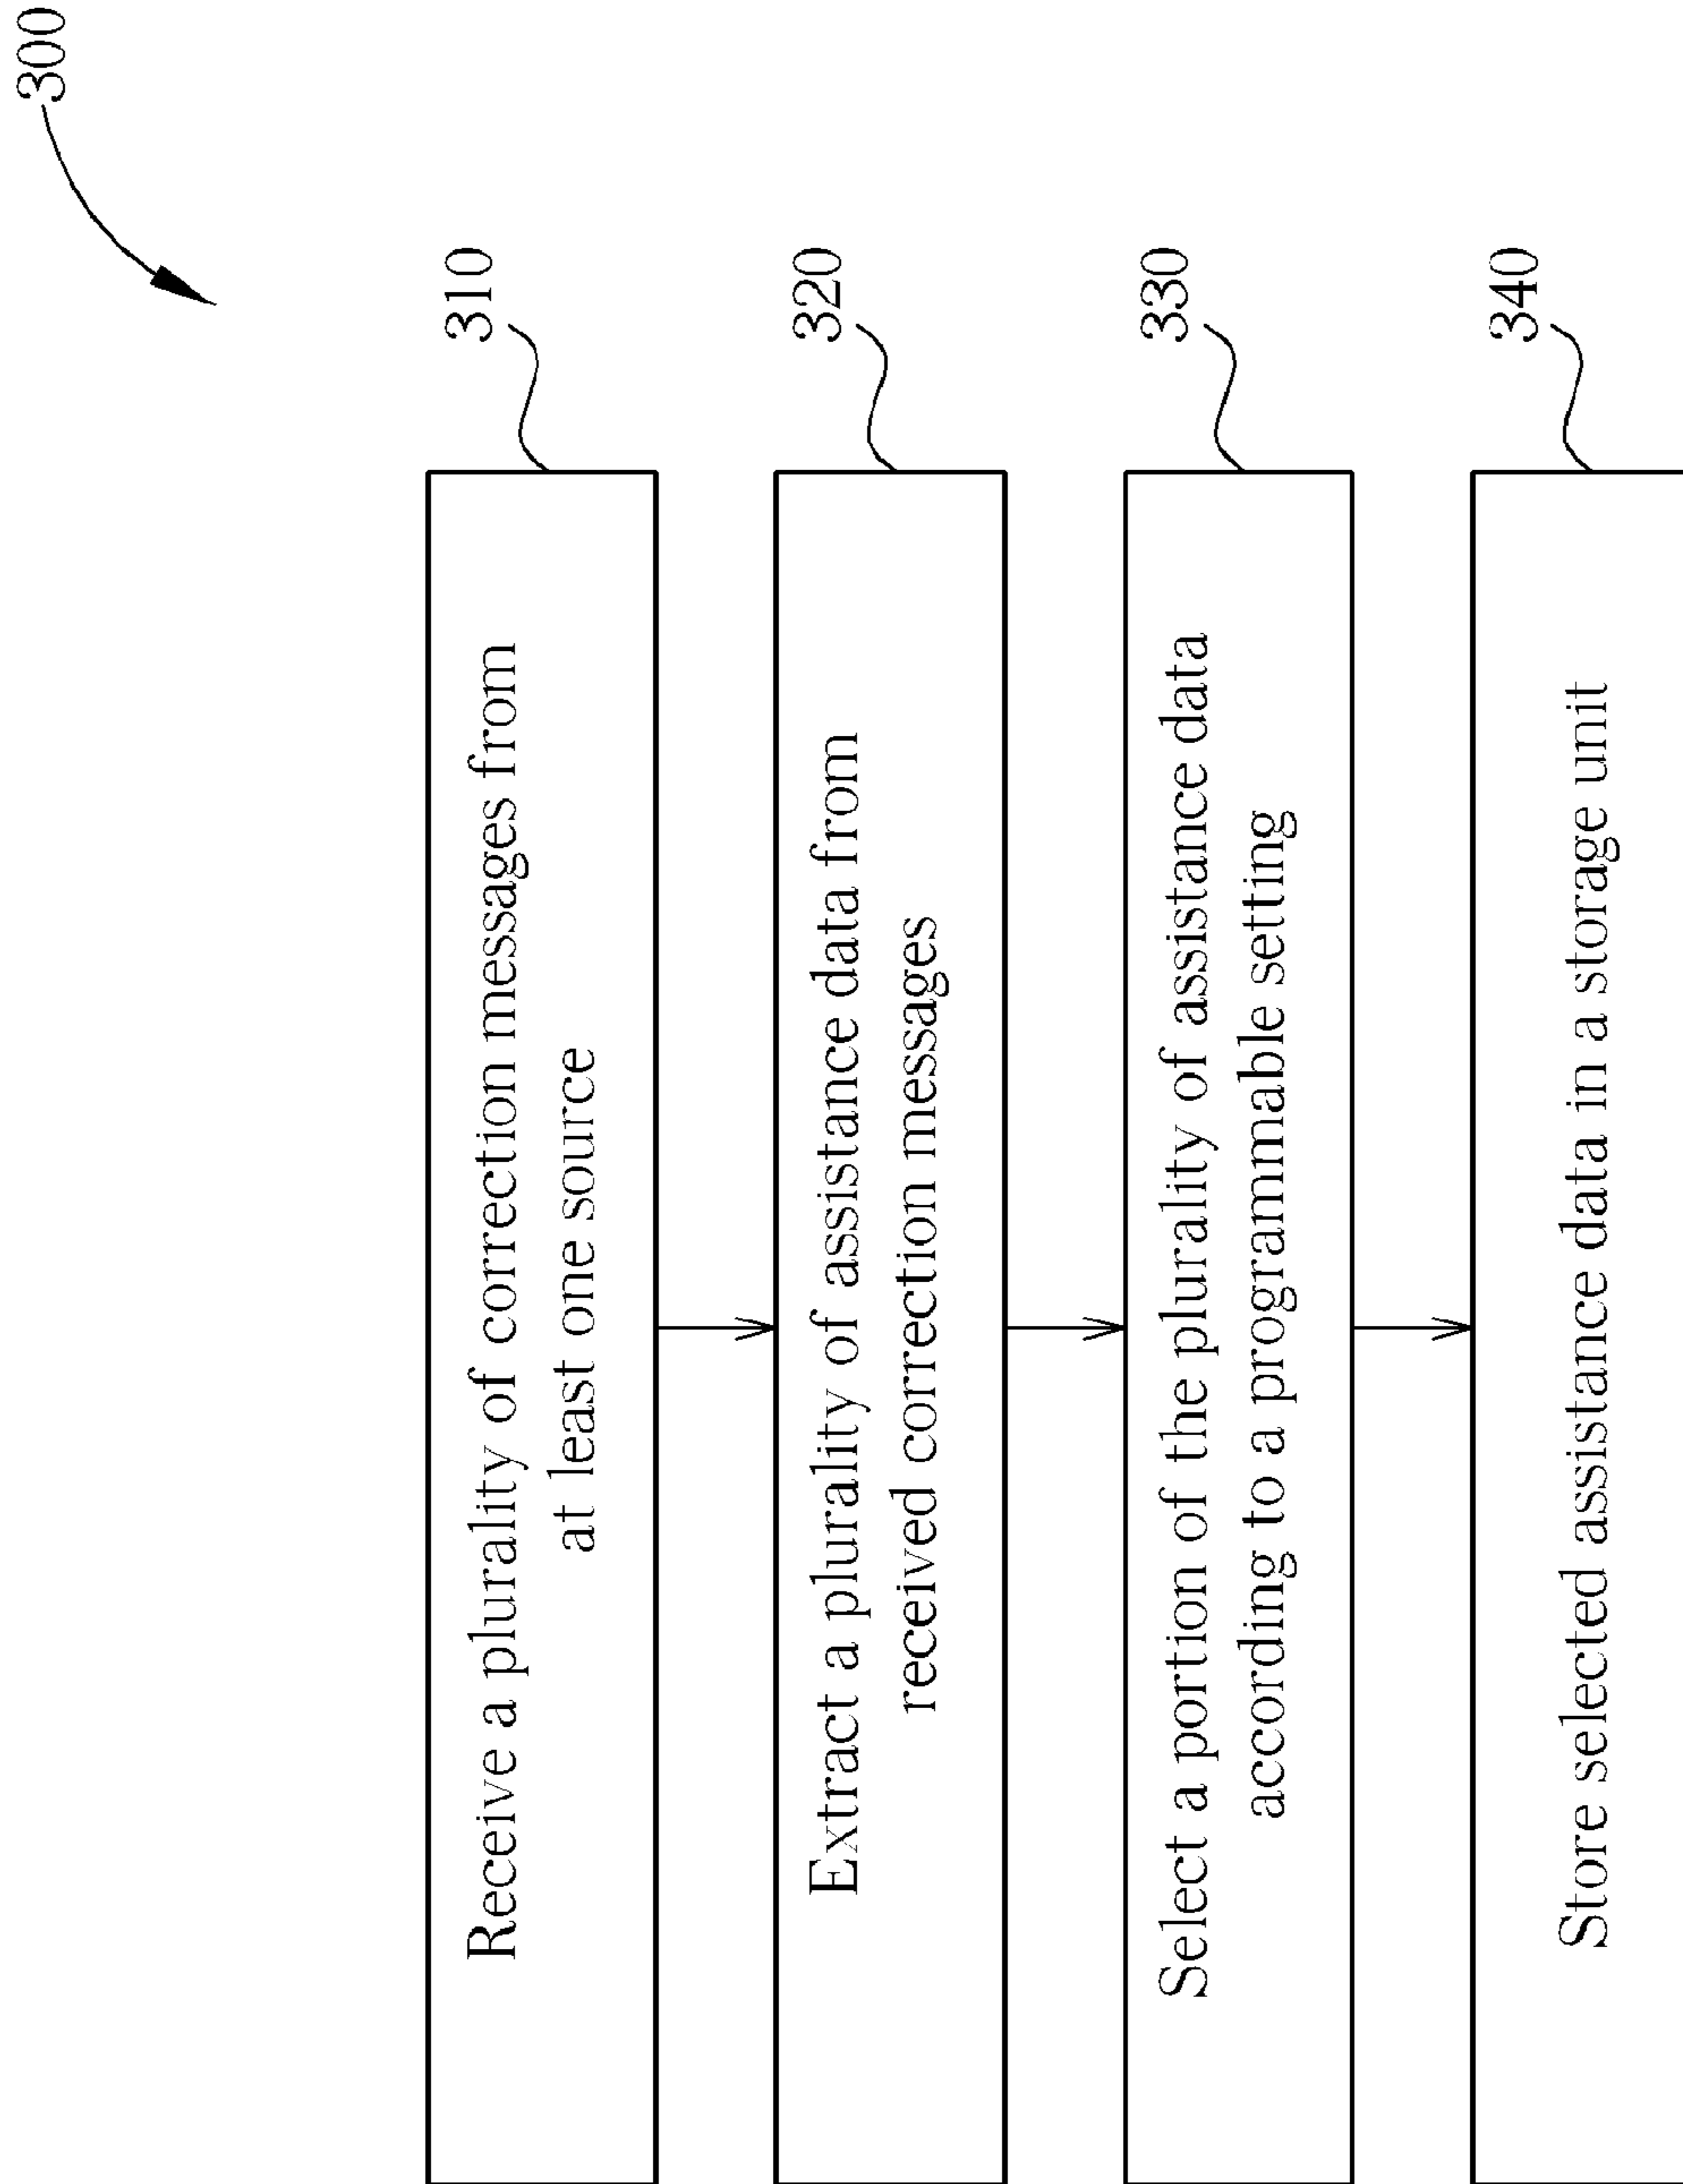 300
310
Receive a plurality of correction messages from
at least one source
320
Extract a plurality of assistance data from
received correction messages
330
Select a portion of the plurality of assistance data
according to a programmable setting
340
Store selected assistance data in a storage unit